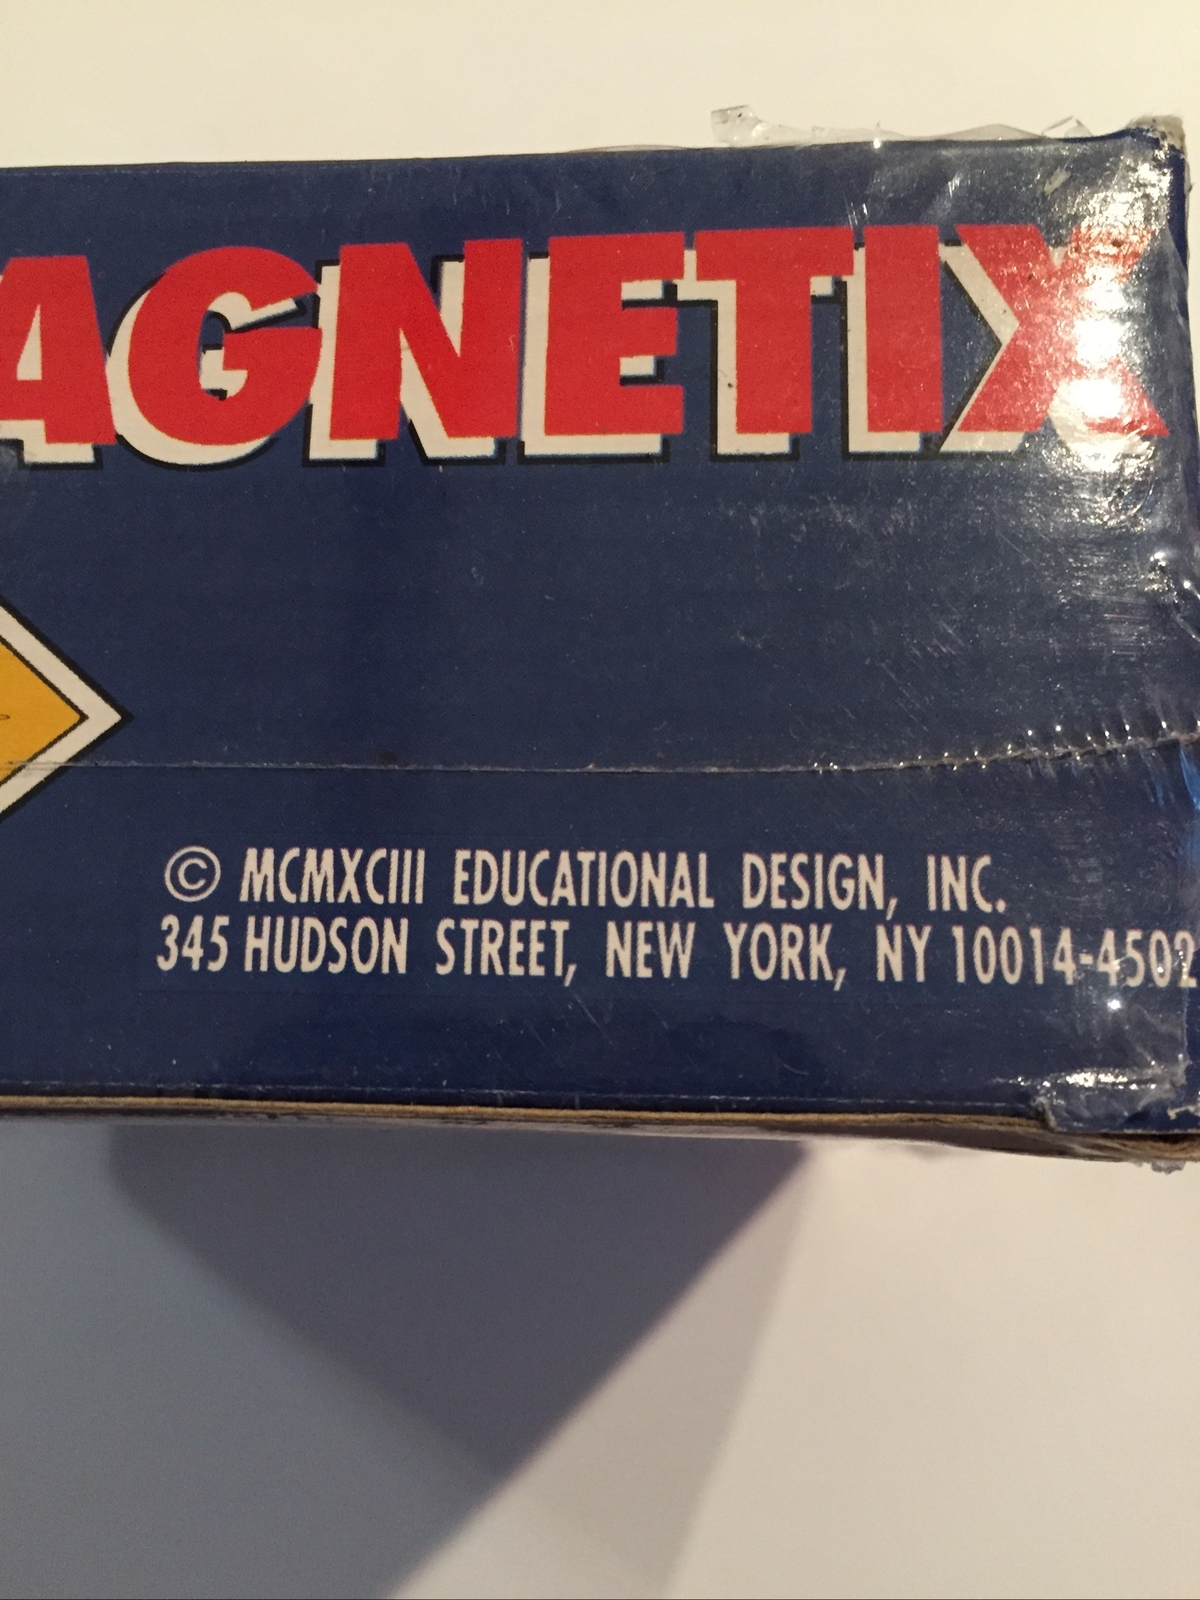 AGNETIX
© MCMXCIII EDUCATIONAL DESIGN, INC.
345 HUDSON STREET, NEW YORK, NY 10014-4502